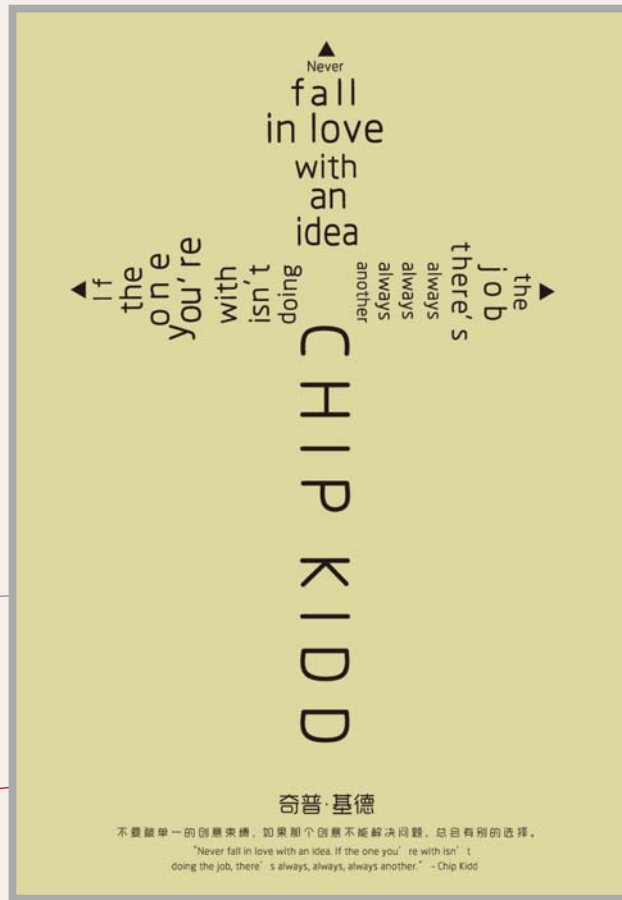 Never
fall
in love
with
an
idea
If
the
one
you're
with
isn't
doing
the
job
there's
always
always
always
another
CHIP KIDD
奇普·基德
不要被单一的创意束缚,如果那个创意不能解决问题,总会有别的选择。
"Never fall in love with an idea. If the one you' re with isn' t
doing the job, there' s always, always, always another." - Chip Kidd